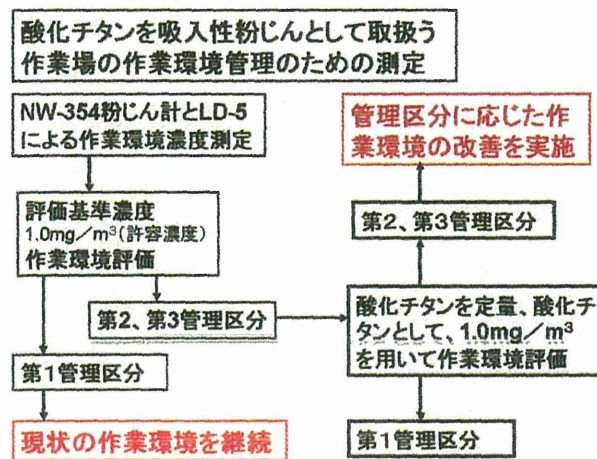 酸化チタンを吸入性粉じんとして取扱う
作業場の作業環境管理のための測定
NW-354粉じん計とLD-5
による作業環境濃度測定
評価基準濃度
1.0mg/m³(許容濃度)
作業環境評価
第2、第3管理区分
第1管理区分
現状の作業環境を継続
管理区分に応じた作
業環境の改善を実施
第2、第3管理区分
酸化チタンを定量、酸化チ
タンとして、1.0mg/m³
を用いて作業環境評価
第1管理区分